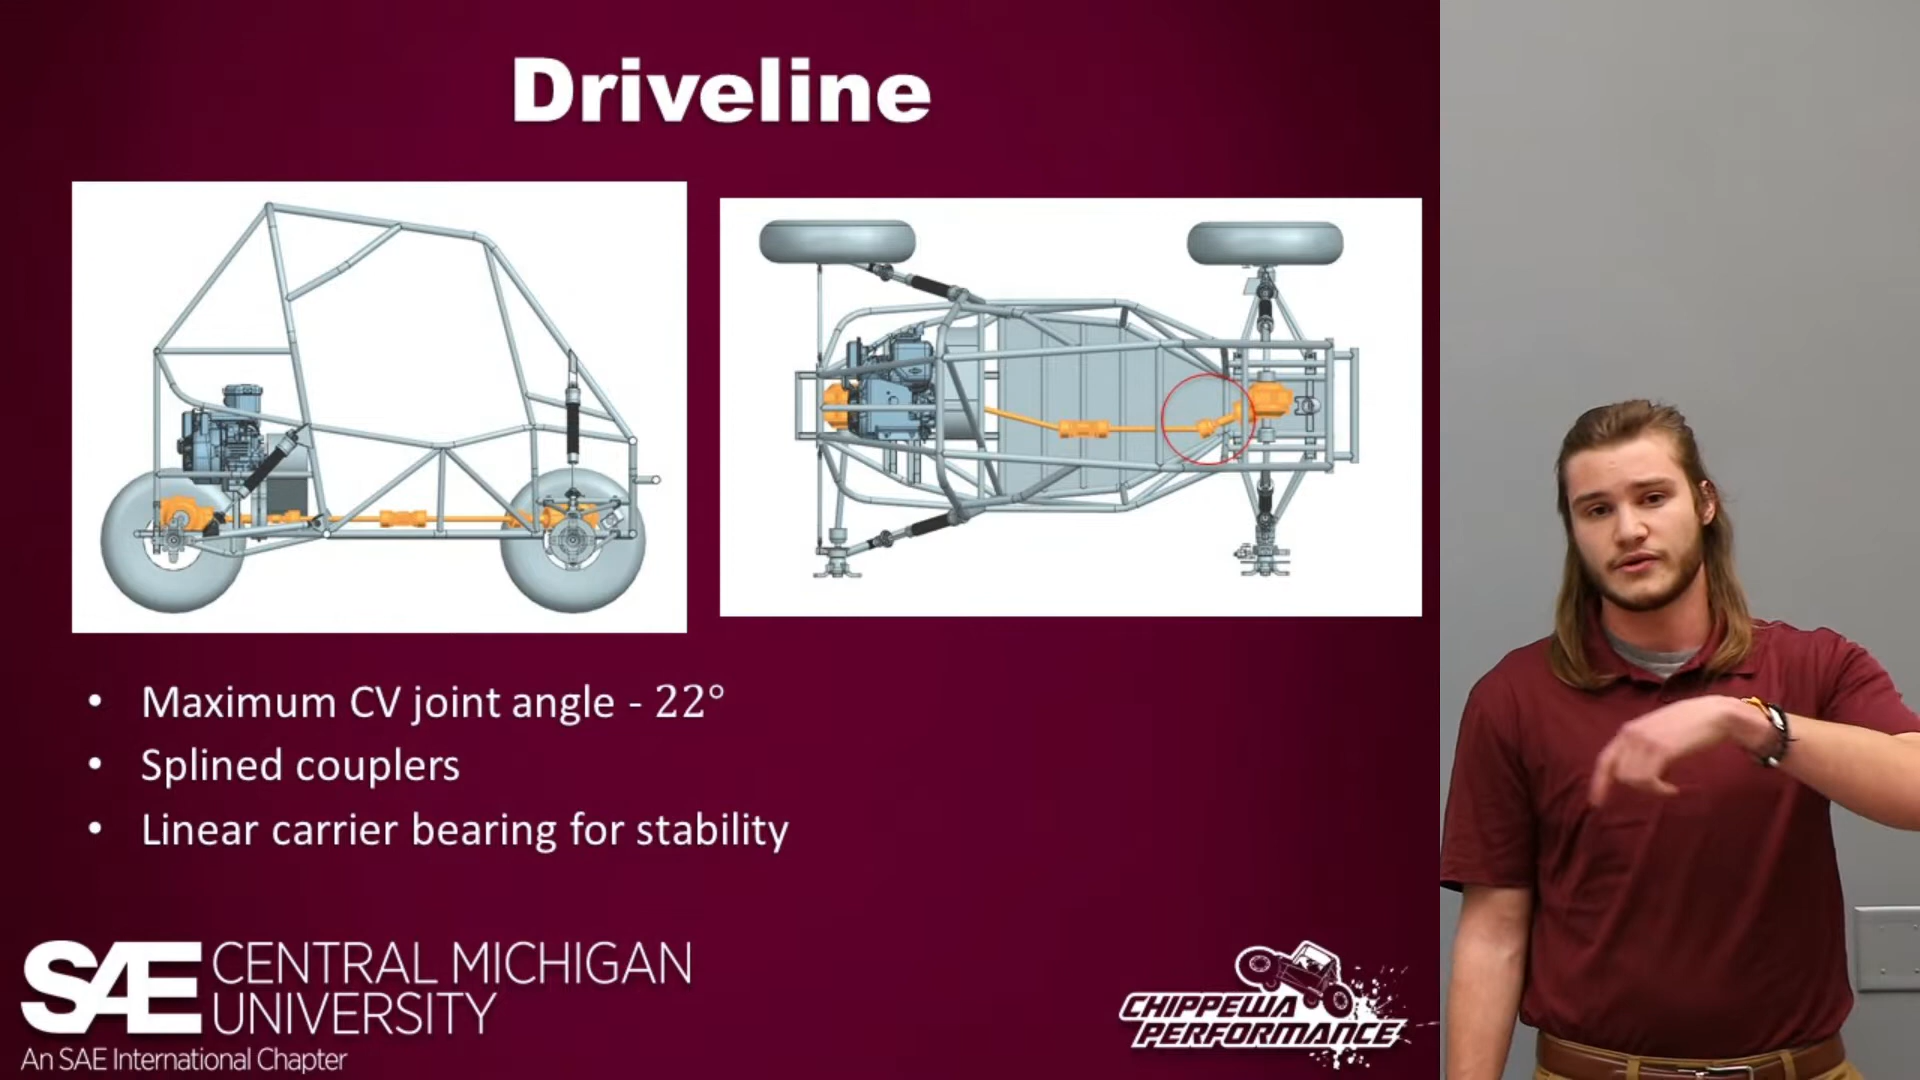 Driveline
• Maximum CV joint angle - 22°
• Splined couplers
• Linear carrier bearing for stability
SAE CENTRAL MICHIGAN
UNIVERSITY
An SAE International Chapter
CHIPPEWA
PERFORMANCE